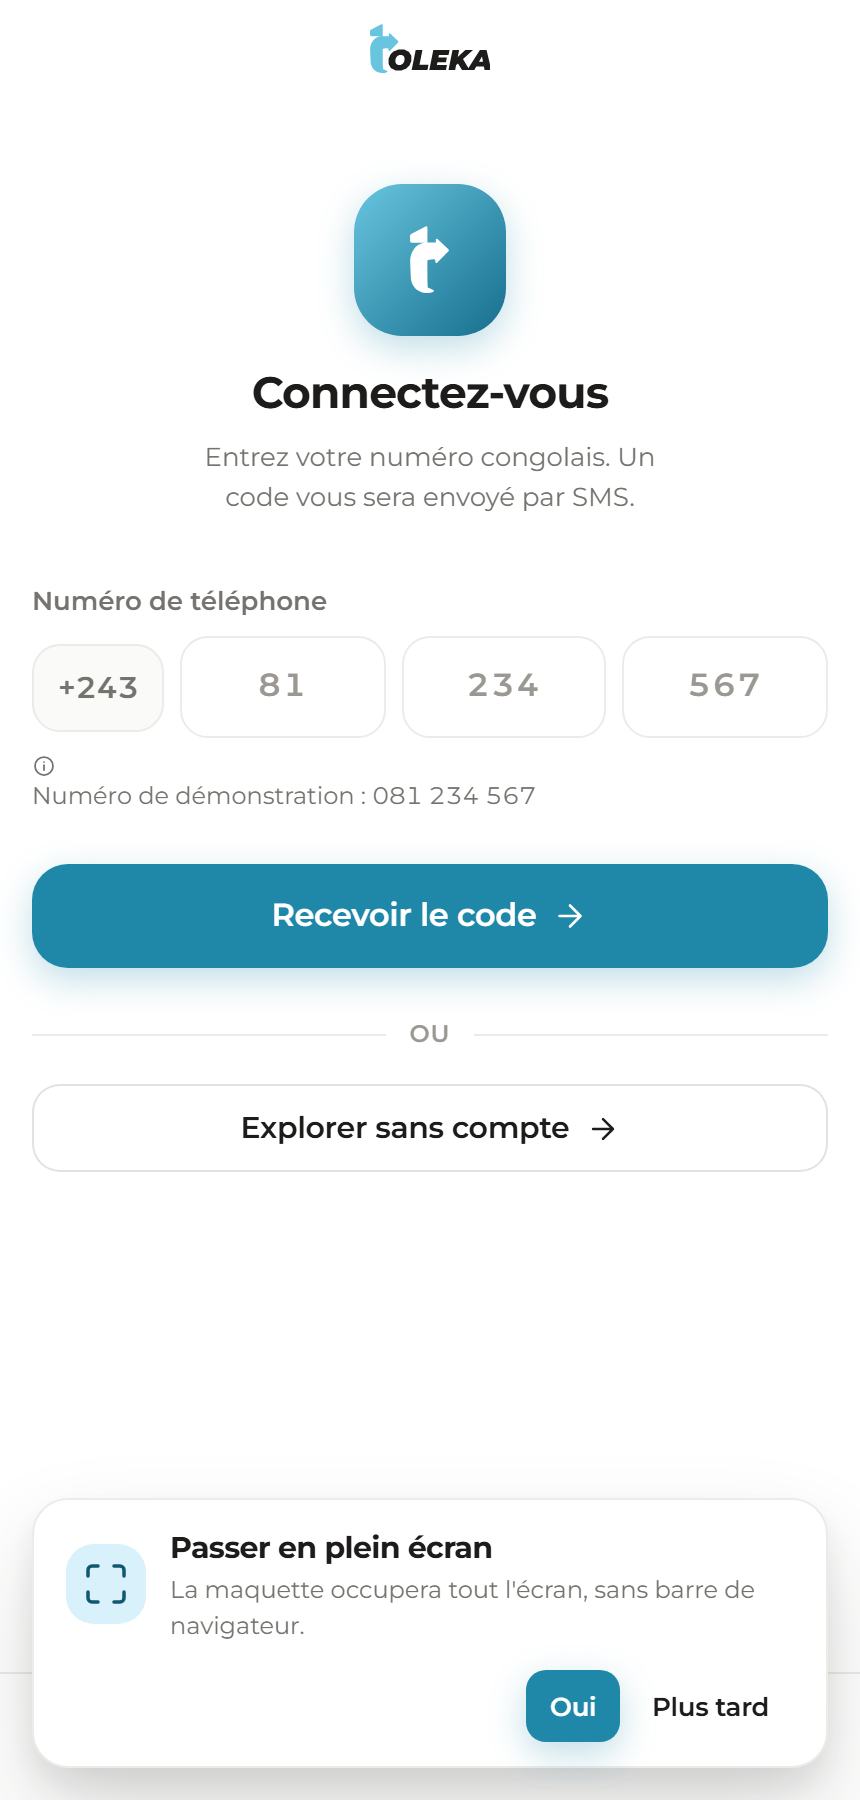 tOLEKA
t
Connectez-vous
Entrez votre numéro congolais. Un
code vous sera envoyé par SMS.
Numéro de téléphone
+243 81 234 567
Numéro de démonstration : 081 234 567
Recevoir le code →
OU
Explorer sans compte →
Passer en plein écran
La maquette occupera tout l'écran, sans barre de
navigateur.
Oui Plus tard